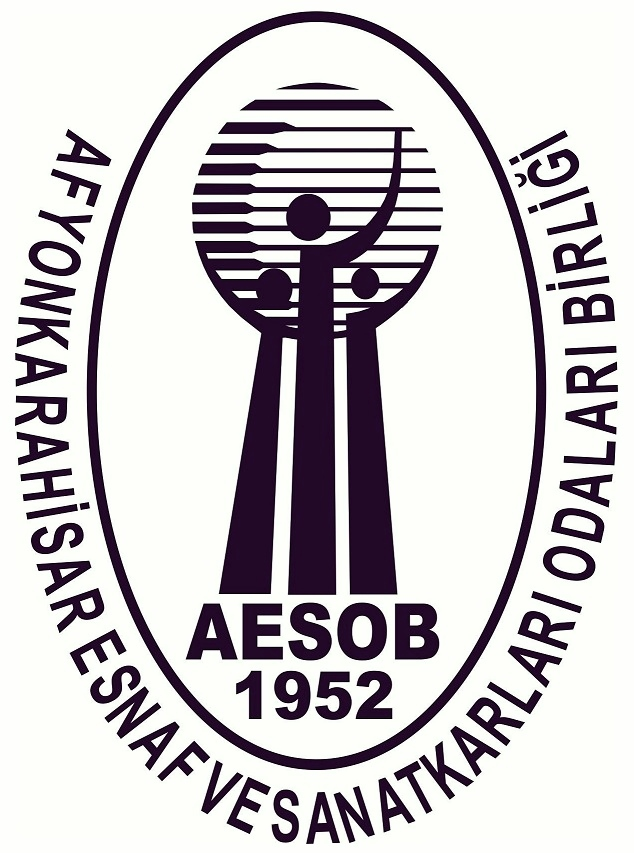 AFYONKARAHİSAR ESNAF VE SANATKARLARI ODALARI BİRLİĞİ
AESOB
1952